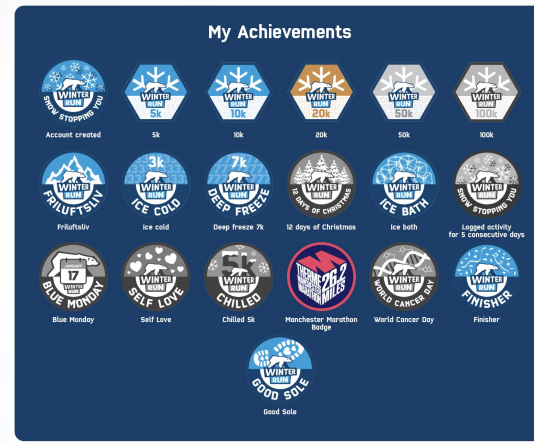 My Achievements
SNOW STOPPING YOU
WINTER
RUN
WINTER
RUN
5k
WINTER
RUN
10k
WINTER
RUN
20k
WINTER
RUN
50k
WINTER
RUN
100k
Account created
5k
10k
20k
50k
100k
WINTER
RUN
FRILUFTSLIV
3k
WINTER
RUN
ICE COLD
7k
WINTER
RUN
DEEP FREEZE
WINTER
RUN
12 DAYS OF CHRISTMAS
WINTER
RUN
ICE BATH
WINTER
RUN
SNOW STOPPING YOU
Friluftsliv
Ice cold
Deep freeze 7k
12 days of Christmas
Ice bath
Logged activity
for 5 consecutive days
JANUARY
17
WINTER
RUN
BLUE MONDAY
WINTER
RUN
SELF LOVE
5k
WINTER
RUN
CHILLED
26.2
MILES
WINTER
RUN
WORLD CANCER DAY
WINTER
RUN
FINISHER
Blue Monday
Self Love
Chilled 5k
Manchester Marathon
Badge
World Cancer Day
Finisher
WINTER
RUN
GOOD SOLE
Good Sole